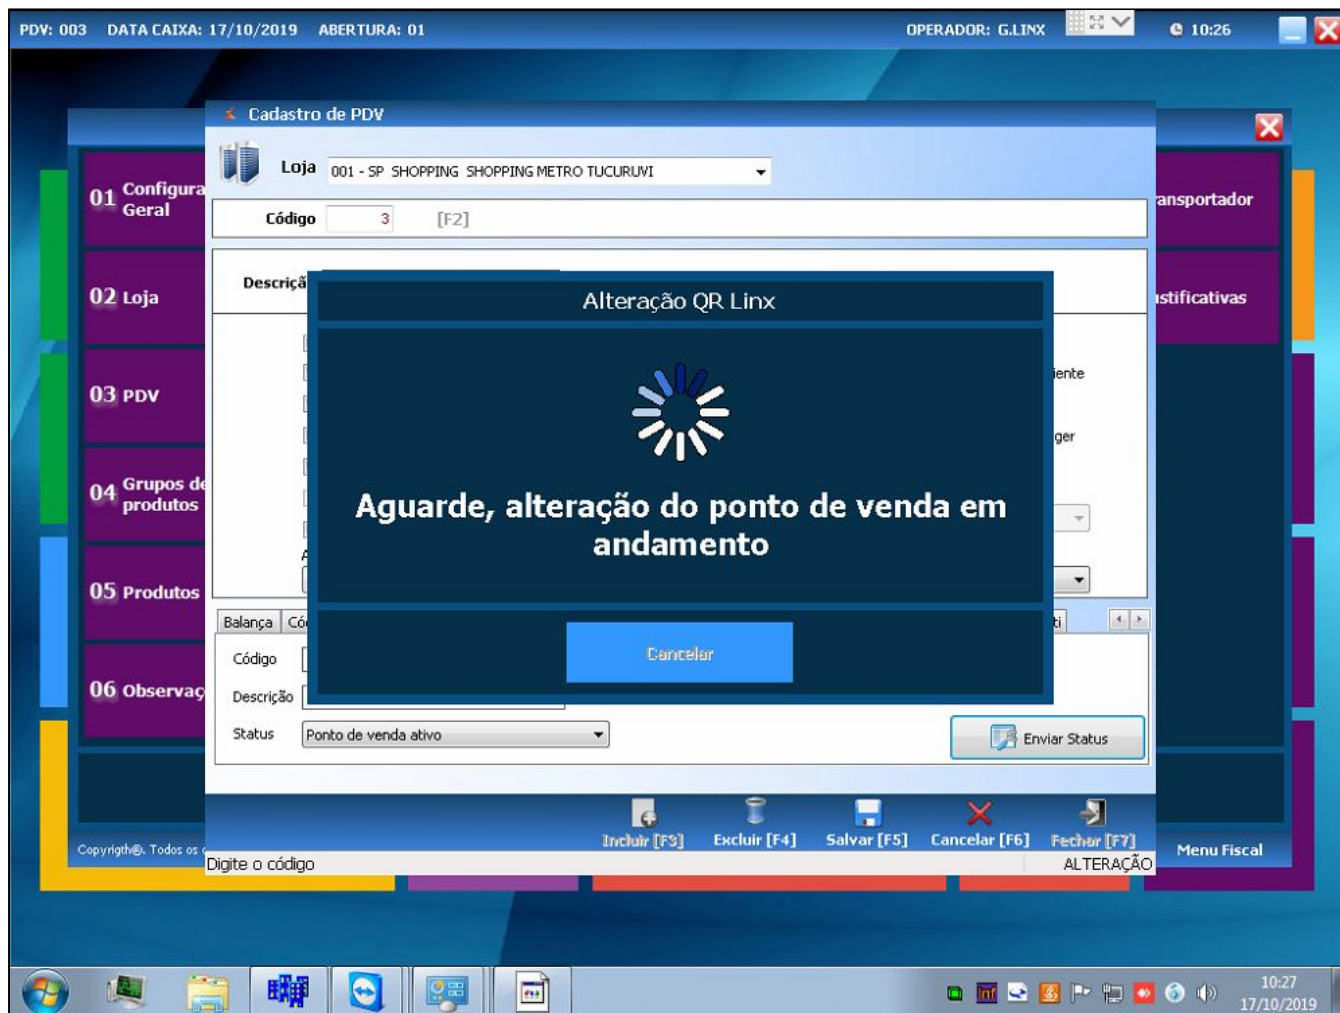 PDV: 003 DATA CAIXA: 17/10/2019 ABERTURA: 01 OPERADOR: G.LINX 10:26
Cadastro de PDV
Loja 001 - SP SHOPPING SHOPPING METRO TUCURUVI
Código 3 [F2]
01
Geral
ansportador
Alteração QR Linx
02 Loja
03 PDV
ger
Aguarde, alteração do ponto de venda em
andamento
04 Grupos de
produtos
05 Produtos
Balança
Código
Cancelar
06
Descrição
Status Ponto de venda ativo
Enviar Status
Incluir [F3] Excluir [F4] Salvar [F5] Cancelar [F6] Fechar [F7]
Copyrigth®. Todos os
Menu Fiscal
Digite o código ALTERAÇÃO
Inf
10:27
17/10/2019